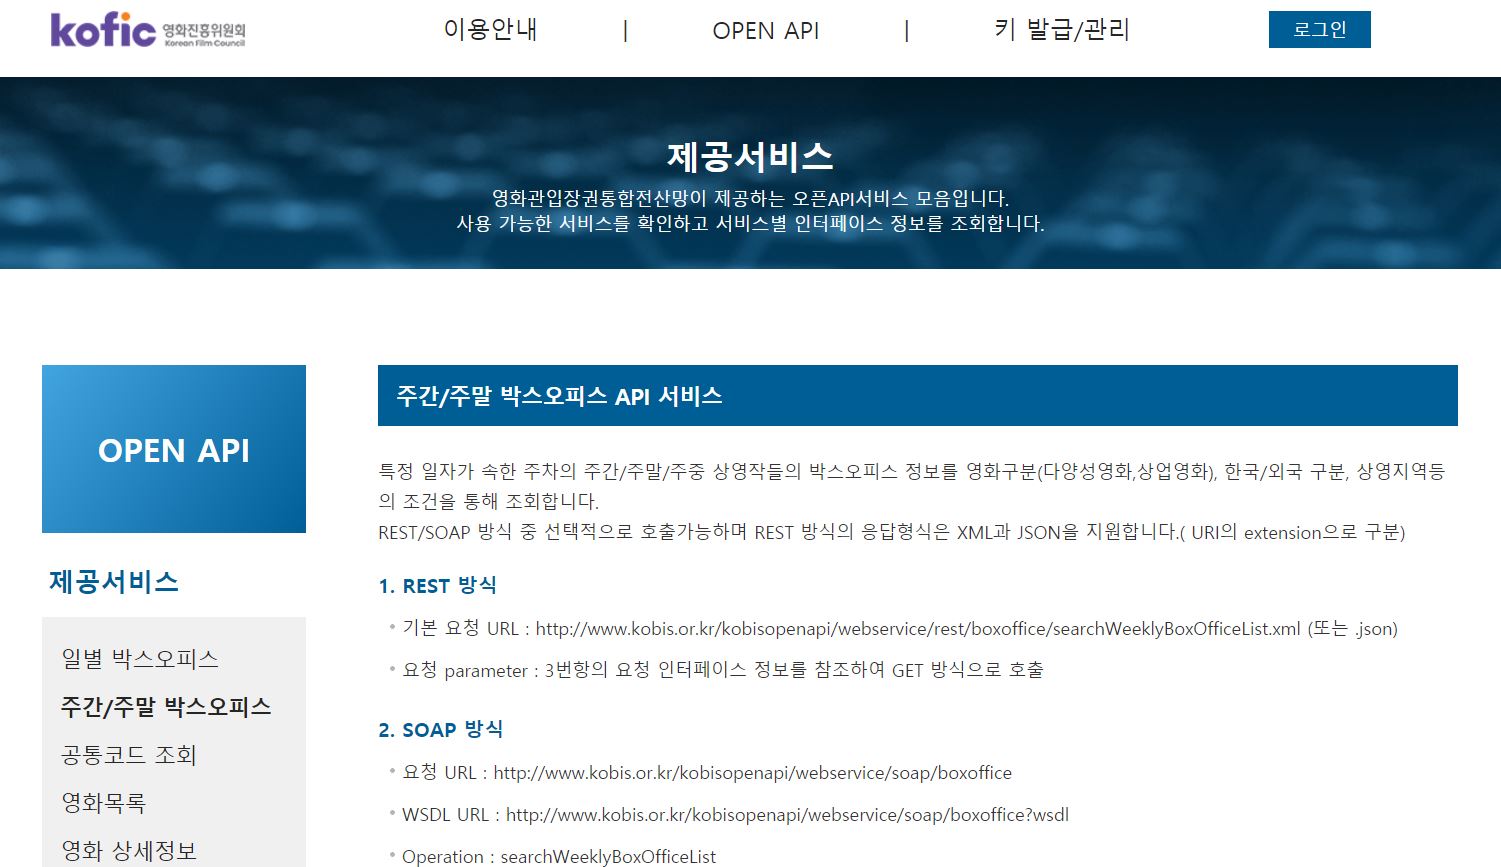 kofic 영화진흥위원회
Korean Film Council
이용안내 | OPEN API | 키 발급/관리
로그인
제공서비스
영화관입장권통합전산망이 제공하는 오픈API서비스 모음입니다.
사용 가능한 서비스를 확인하고 서비스별 인터페이스 정보를 조회합니다.
OPEN API
제공서비스
일별 박스오피스
주간/주말 박스오피스
공통코드 조회
영화목록
영화 상세정보
주간/주말 박스오피스 API 서비스
특정 일자가 속한 주차의 주간/주말/주중 상영작들의 박스오피스 정보를 영화구분(다양성영화,상업영화), 한국/외국 구분, 상영지역등
의 조건을 통해 조회합니다.
REST/SOAP 방식 중 선택적으로 호출가능하며 REST 방식의 응답형식은 XML과 JSON을 지원합니다.( URI의 extension으로 구분)
1. REST 방식
기본 요청 URL : http://www.kobis.or.kr/kobisopenapi/webservice/rest/boxoffice/searchWeeklyBoxOfficeList.xml (또는 .json)
요청 parameter : 3번항의 요청 인터페이스 정보를 참조하여 GET 방식으로 호출
2. SOAP 방식
요청 URL : http://www.kobis.or.kr/kobisopenapi/webservice/soap/boxoffice
WSDL URL : http://www.kobis.or.kr/kobisopenapi/webservice/soap/boxoffice?wsdl
Operation : searchWeeklyBoxOfficeList